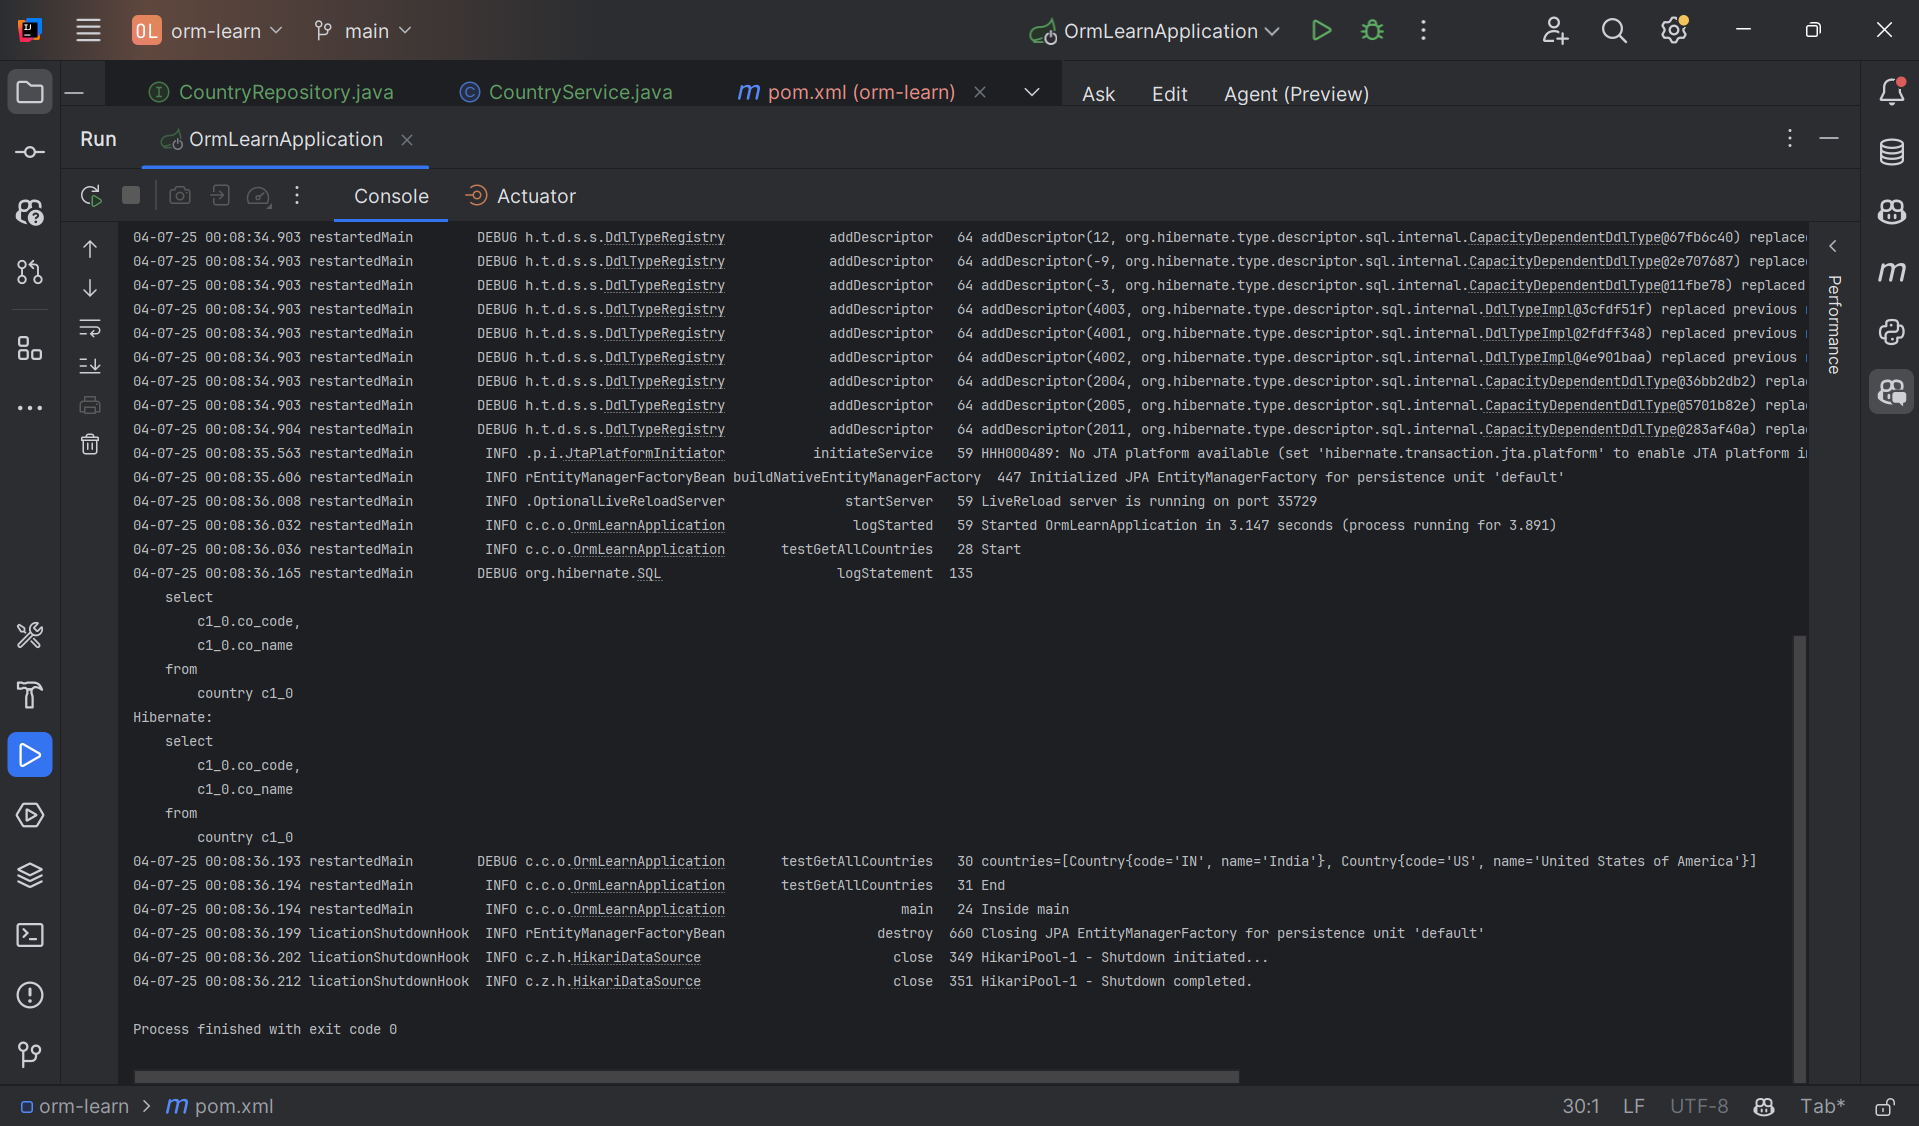 OL orm-learn main OrmLearnApplication
CountryRepository.java CountryService.java pom.xml (orm-learn) Ask Edit Agent (Preview)
Run OrmLearnApplication
Console Actuator
04-07-25 00:08:34.903 restartedMain DEBUG h.t.d.s.s.DdlTypeRegistry addDescriptor 64 addDescriptor(12, org.hibernate.type.descriptor.sql.internal.CapacityDependentDdlType@67fb6c40) replaced
04-07-25 00:08:34.903 restartedMain DEBUG h.t.d.s.s.DdlTypeRegistry addDescriptor 64 addDescriptor(-9, org.hibernate.type.descriptor.sql.internal.CapacityDependentDdlType@2e707687) replaced
04-07-25 00:08:34.903 restartedMain DEBUG h.t.d.s.s.DdlTypeRegistry addDescriptor 64 addDescriptor(-3, org.hibernate.type.descriptor.sql.internal.CapacityDependentDdlType@11fbe78) replaced
04-07-25 00:08:34.903 restartedMain DEBUG h.t.d.s.s.DdlTypeRegistry addDescriptor 64 addDescriptor(4003, org.hibernate.type.descriptor.sql.internal.DdlTypeImpl@3cfdf51f) replaced previous
04-07-25 00:08:34.903 restartedMain DEBUG h.t.d.s.s.DdlTypeRegistry addDescriptor 64 addDescriptor(4001, org.hibernate.type.descriptor.sql.internal.DdlTypeImpl@2fdff348) replaced previous
04-07-25 00:08:34.903 restartedMain DEBUG h.t.d.s.s.DdlTypeRegistry addDescriptor 64 addDescriptor(4002, org.hibernate.type.descriptor.sql.internal.DdlTypeImpl@4e901baa) replaced previous
04-07-25 00:08:34.903 restartedMain DEBUG h.t.d.s.s.DdlTypeRegistry addDescriptor 64 addDescriptor(2004, org.hibernate.type.descriptor.sql.internal.CapacityDependentDdlType@36bb2db2) repla
04-07-25 00:08:34.903 restartedMain DEBUG h.t.d.s.s.DdlTypeRegistry addDescriptor 64 addDescriptor(2005, org.hibernate.type.descriptor.sql.internal.CapacityDependentDdlType@5701b82e) repla
04-07-25 00:08:34.904 restartedMain DEBUG h.t.d.s.s.DdlTypeRegistry addDescriptor 64 addDescriptor(2011, org.hibernate.type.descriptor.sql.internal.CapacityDependentDdlType@283af40a) repla
04-07-25 00:08:35.563 restartedMain INFO .p.i.JtaPlatformInitiator initiateService 59 HHH000489: No JTA platform available (set 'hibernate.transaction.jta.platform' to enable JTA platform i
04-07-25 00:08:35.606 restartedMain INFO rEntityManagerFactoryBean buildNativeEntityManagerFactory 447 Initialized JPA EntityManagerFactory for persistence unit 'default'
04-07-25 00:08:36.008 restartedMain INFO .OptionalLiveReloadServer startServer 59 LiveReload server is running on port 35729
04-07-25 00:08:36.032 restartedMain INFO c.c.o.OrmLearnApplication logStarted 59 Started OrmLearnApplication in 3.147 seconds (process running for 3.891)
04-07-25 00:08:36.036 restartedMain INFO c.c.o.OrmLearnApplication testGetAllCountries 28 Start
04-07-25 00:08:36.165 restartedMain DEBUG org.hibernate.SQL logStatement 135
select
c1_0.co_code,
c1_0.co_name
from
country c1_0
Hibernate:
select
c1_0.co_code,
c1_0.co_name
from
country c1_0
04-07-25 00:08:36.193 restartedMain DEBUG c.c.o.OrmLearnApplication testGetAllCountries 30 countries=[Country{code='IN', name='India'}, Country{code='US', name='United States of America'}]
04-07-25 00:08:36.194 restartedMain INFO c.c.o.OrmLearnApplication testGetAllCountries 31 End
04-07-25 00:08:36.194 restartedMain INFO c.c.o.OrmLearnApplication main 24 Inside main
04-07-25 00:08:36.199 licationShutdownHook INFO rEntityManagerFactoryBean destroy 660 Closing JPA EntityManagerFactory for persistence unit 'default'
04-07-25 00:08:36.202 licationShutdownHook INFO c.z.h.HikariDataSource close 349 HikariPool-1 - Shutdown initiated...
04-07-25 00:08:36.212 licationShutdownHook INFO c.z.h.HikariDataSource close 351 HikariPool-1 - Shutdown completed.
Process finished with exit code 0
Performance
orm-learn pom.xml 30:1 LF UTF-8 Tab*